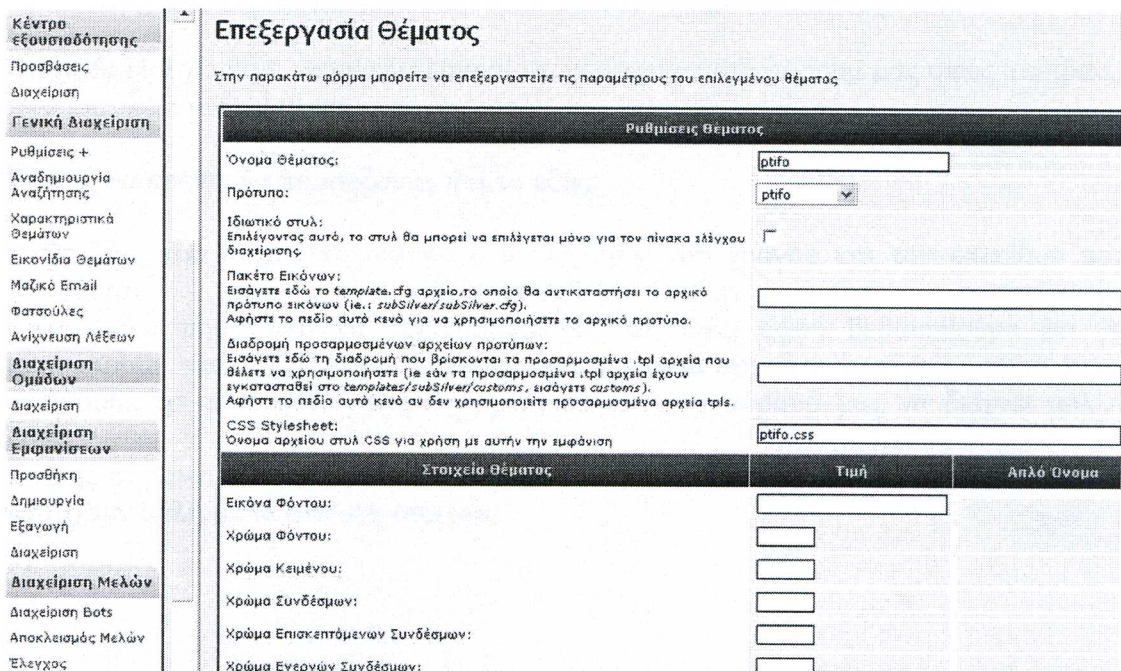 Κέντρο
εξουσιοδότησης
Προσβάσεις
Διαχείριση
Γενική Διαχείριση
Ρυθμίσεις +
Αναδημιουργία
Αναζήτησης
Χαρακτηριστικά
Θεμάτων
Εικονίδια Θεμάτων
Μαζικό Email
Φατσούλες
Ανίχνευση Λέξεων
Διαχείριση
Ομάδων
Διαχείριση
Διαχείριση
Εμφανίσεων
Προσθήκη
Δημιουργία
Εξαγωγή
Διαχείριση
Διαχείριση Μελών
Διαχείριση Bots
Αποκλεισμός Μελών
Έλεγχος
Επεξεργασία Θέματος
Στην παρακάτω φόρμα μπορείτε να επεξεργαστείτε τις παραμέτρους του επιλεγμένου θέματος
Ρυθμίσεις Θέματος
Όνομα Θέματος:
ptifo
Πρότυπο:
ptifo
Ιδιωτικό στυλ:
Επιλέγοντας αυτό, το στυλ θα μπορεί να επιλέγεται μόνο για τον πίνακα ελέγχου
διαχείρισης.
Πακέτο Εικόνων:
Εισάγετε εδώ το template.cfg αρχείο,το οποίο θα αντικαταστήσει το αρχικό
πρότυπο εικόνων (ie.: subSilver/subSilver.cfg).
Αφήστε το πεδίο αυτό κενό για να χρησιμοποιήσετε το αρχικό προτύπο.
Διαδρομή προσαρμοσμένων αρχείων προτύπων:
Εισάγετε εδώ τη διαδρομή που βρίσκονται τα προσαρμοσμένα .tpl αρχεία που
θέλετε να χρησιμοποιήσετε (ie εάν τα προσαρμοσμένα .tpl αρχεία έχουν
εγκατασταθεί στο templates/subSilver/customs, εισάγετε customs).
Αφήστε το πεδίο αυτό κενό αν δεν χρησιμοποιείτε προσαρμοσμένα αρχεία tpls.
CSS Stylesheet:
Όνομα αρχείου στυλ CSS για χρήση με αυτήν την εμφάνιση
ptifo.css
Στοιχείο Θέματος
Τιμή
Απλό Όνομα
Εικόνα Φόντου:
Χρώμα Φόντου:
Χρώμα Κειμένου:
Χρώμα Συνδέσμων:
Χρώμα Επισκεπτόμενων Συνδέσμων:
Χρώμα Ενεργών Συνδέσμων: